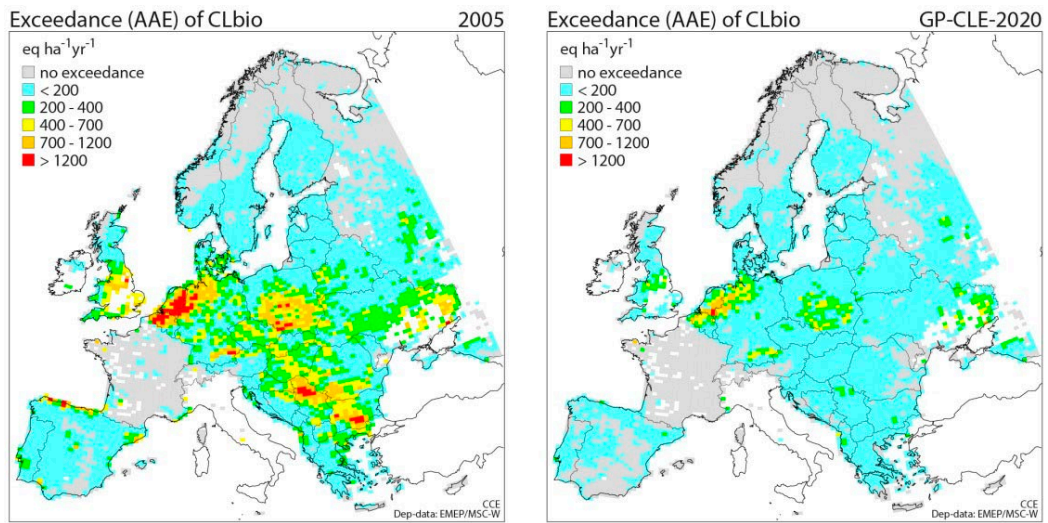 Exceedance (AAE) of CLbio 2005
eq ha⁻¹yr⁻¹
no exceedance
< 200
200 - 400
400 - 700
700 - 1200
> 1200
CCE
Dep-data: EMEP/MSC-W
Exceedance (AAE) of CLbio GP-CLE-2020
eq ha⁻¹yr⁻¹
no exceedance
< 200
200 - 400
400 - 700
700 - 1200
> 1200
CCE
Dep-data: EMEP/MSC-W